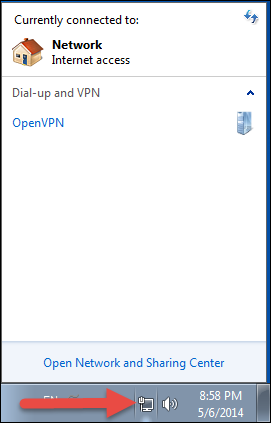 Currently connected to:
Network
Internet access
Dial-up and VPN
OpenVPN
Open Network and Sharing Center
8:58 PM
5/6/2014